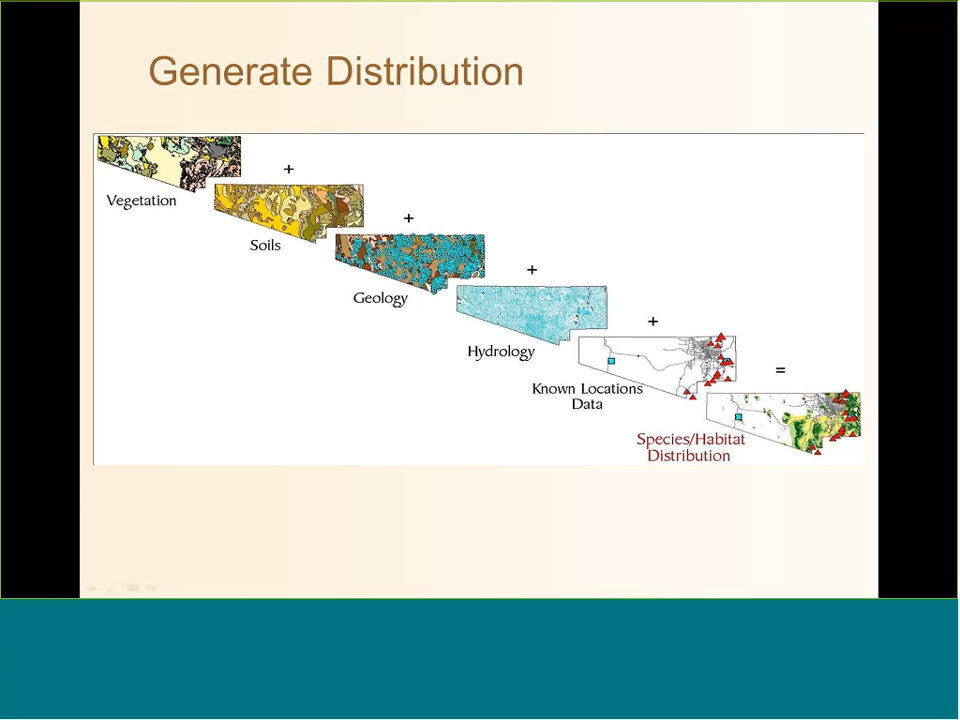 Generate Distribution
+
Vegetation
+
Soils
+
Geology
+
Hydrology
=
Known Locations
Data
Species/Habitat
Distribution